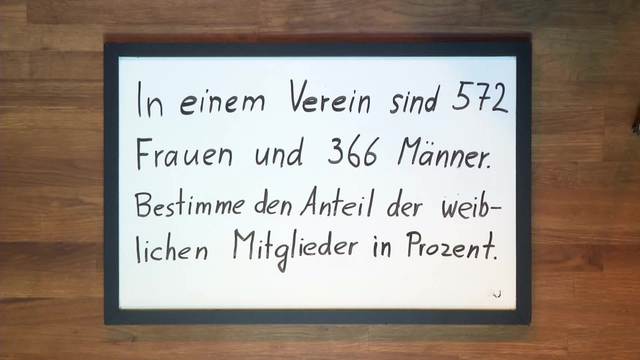 In einem Verein sind 572
Frauen und 366 Männer.
Bestimme den Anteil der weib-
lichen Mitglieder in Prozent.